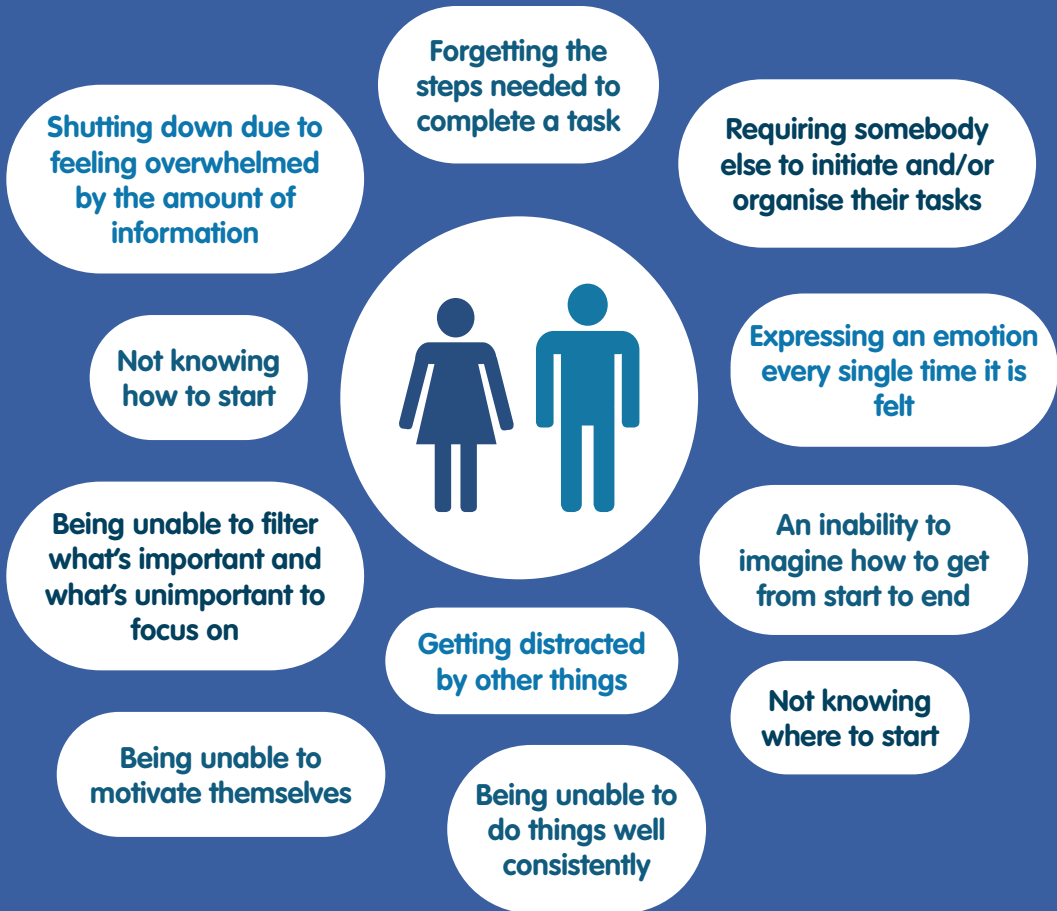 Forgetting the
steps needed to
complete a task
Shutting down due to
feeling overwhelmed
by the amount of
information
Requiring somebody
else to initiate and/or
organise their tasks
Not knowing
how to start
Expressing an emotion
every single time it is
felt
Being unable to filter
what's important and
what's unimportant to
focus on
An inability to
imagine how to get
from start to end
Getting distracted
by other things
Not knowing
where to start
Being unable to
motivate themselves
Being unable to
do things well
consistently